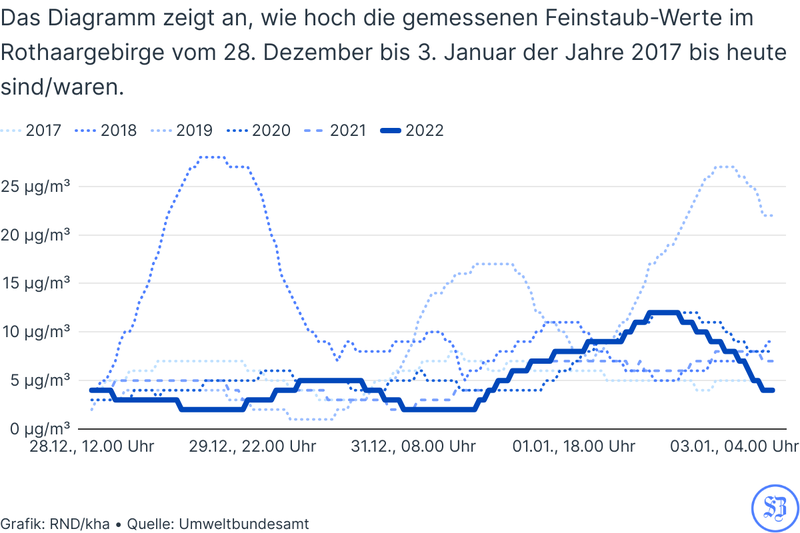 Das Diagramm zeigt an, wie hoch die gemessenen Feinstaub-Werte im
Rothaargebirge vom 28. Dezember bis 3. Januar der Jahre 2017 bis heute
sind/waren.
2017 2018 2019 2020 2021 2022
25 µg/m³
20 µg/m³
15 µg/m³
10 µg/m³
5 µg/m³
0 µg/m³
28.12., 12.00 Uhr 29.12., 22.00 Uhr 31.12., 08.00 Uhr 01.01., 18.00 Uhr 03.01., 04.00 Uhr
Grafik: RND/kha • Quelle: Umweltbundesamt